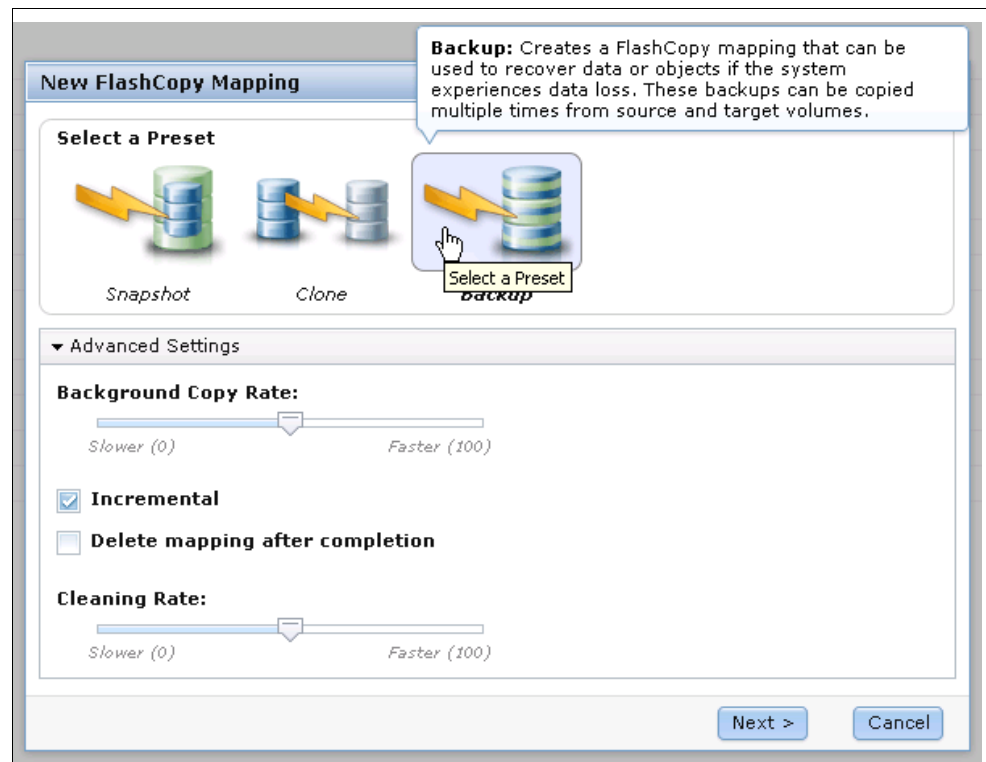 Backup: Creates a FlashCopy mapping that can be
used to recover data or objects if the system
experiences data loss. These backups can be copied
multiple times from source and target volumes.
New FlashCopy Mapping
Select a Preset
Select a Preset
Snapshot
Clone
Backup
Advanced Settings
Background Copy Rate:
Slower (0)
Faster (100)
Incremental
Delete mapping after completion
Cleaning Rate:
Slower (0)
Faster (100)
Next >
Cancel